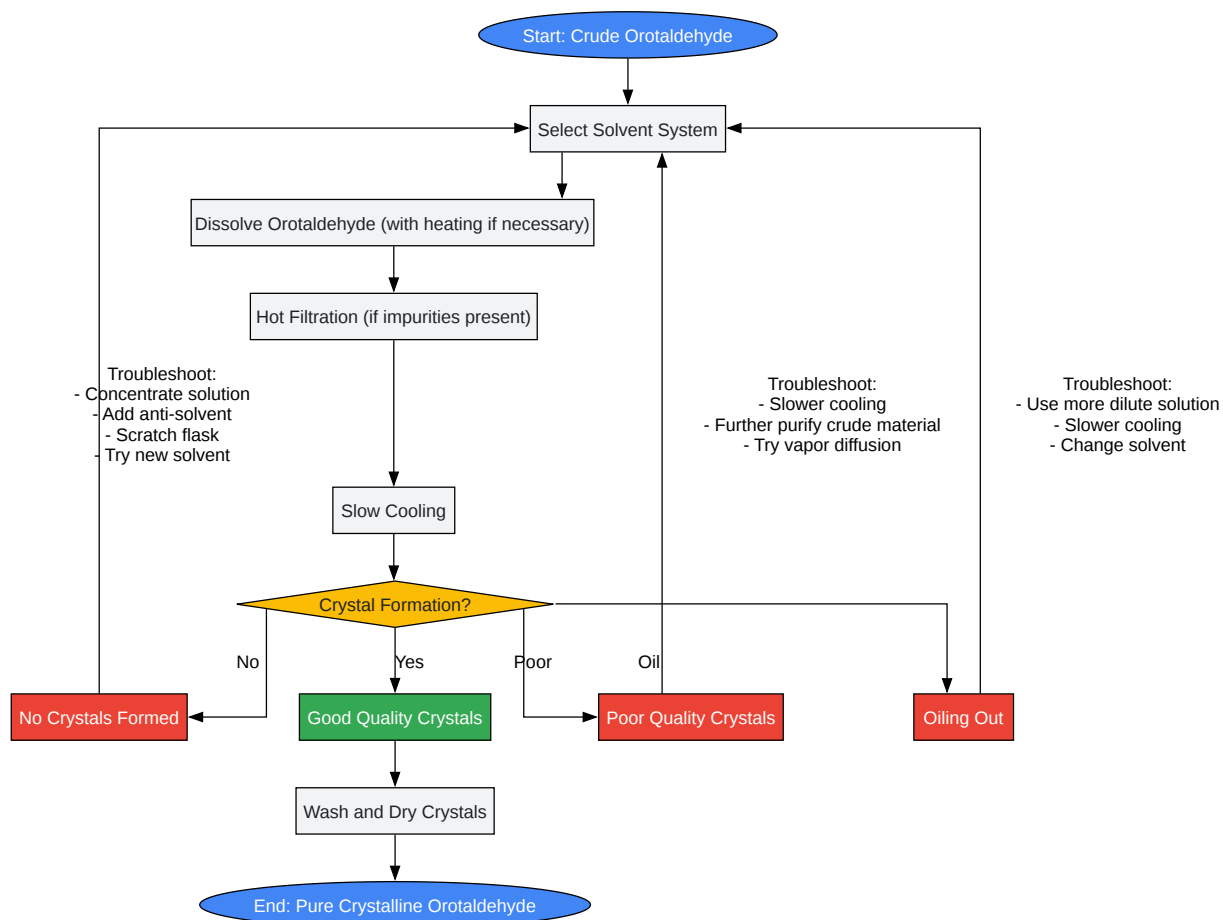 Start: Crude Orotaldehyde
Select Solvent System
Dissolve Orotaldehyde (with heating if necessary)
Hot Filtration (if impurities present)
Troubleshoot:
- Concentrate solution
- Add anti-solvent
- Scratch flask
- Try new solvent
Troubleshoot:
- Slower cooling
- Further purify crude material
- Try vapor diffusion
Troubleshoot:
- Use more dilute solution
- Slower cooling
- Change solvent
Slow Cooling
Crystal Formation?
No
Yes
Poor
Oil
No Crystals Formed
Good Quality Crystals
Poor Quality Crystals
Oiling Out
Wash and Dry Crystals
End: Pure Crystalline Orotaldehyde